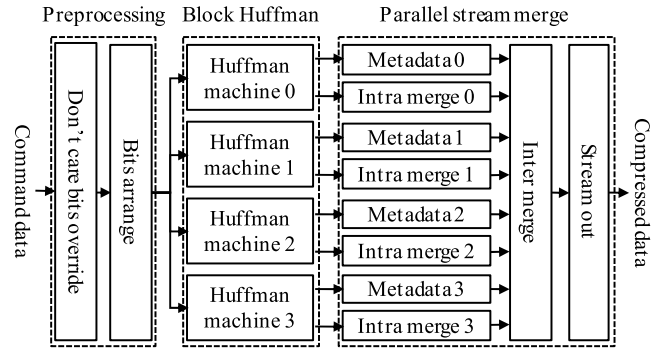 Preprocessing
Block Huffman
Parallel stream merge
Command data
Don't care bits override
Bits arrange
Huffman
machine 0
Huffman
machine 1
Huffman
machine 2
Huffman
machine 3
Metadata 0
Intra merge 0
Metadata 1
Intra merge 1
Metadata 2
Intra merge 2
Metadata 3
Intra merge 3
Inter merge
Stream out
Compressed data